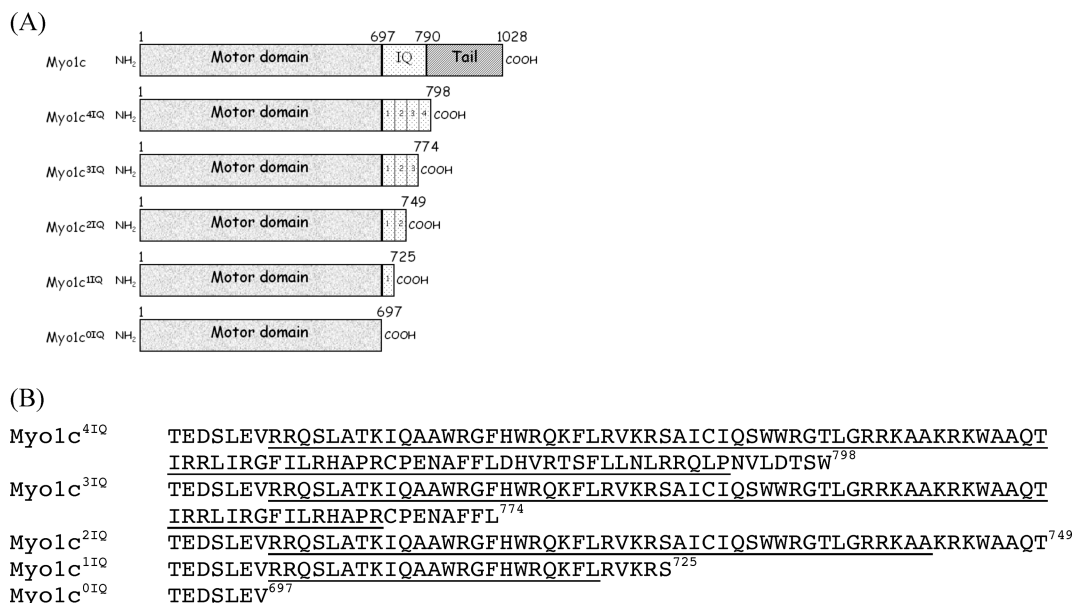 (A)
1 697 790 1028
Myo1c NH2 Motor domain IQ Tail COOH
1 798
Myo1c4IQ NH2 Motor domain 1 2 3 4 COOH
1 774
Myo1c3IQ NH2 Motor domain 1 2 3 COOH
1 749
Myo1c2IQ NH2 Motor domain 1 2 COOH
1 725
Myo1c1IQ NH2 Motor domain 1 COOH
1 697
Myo1c0IQ NH2 Motor domain COOH
(B)
Myo1c4IQ TEDSLEVRRQSLATKIQAAWRGFHWRQKFLRVKRSAICIQSWWRGTLGRRKAAKRKWAAQT
IRRLIRGFILRHAPRCPENAFFLDHVRTSFLLNLRRQLPNVLDTSW798
Myo1c3IQ TEDSLEVRRQSLATKIQAAWRGFHWRQKFLRVKRSAICIQSWWRGTLGRRKAAKRKWAAQT
IRRLIRGFILRHAPRCPENAFFL774
Myo1c2IQ TEDSLEVRRQSLATKIQAAWRGFHWRQKFLRVKRSAICIQSWWRGTLGRRKAAKRKWAAQT749
Myo1c1IQ TEDSLEVRRQSLATKIQAAWRGFHWRQKFLRVKRS725
Myo1c0IQ TEDSLEV697